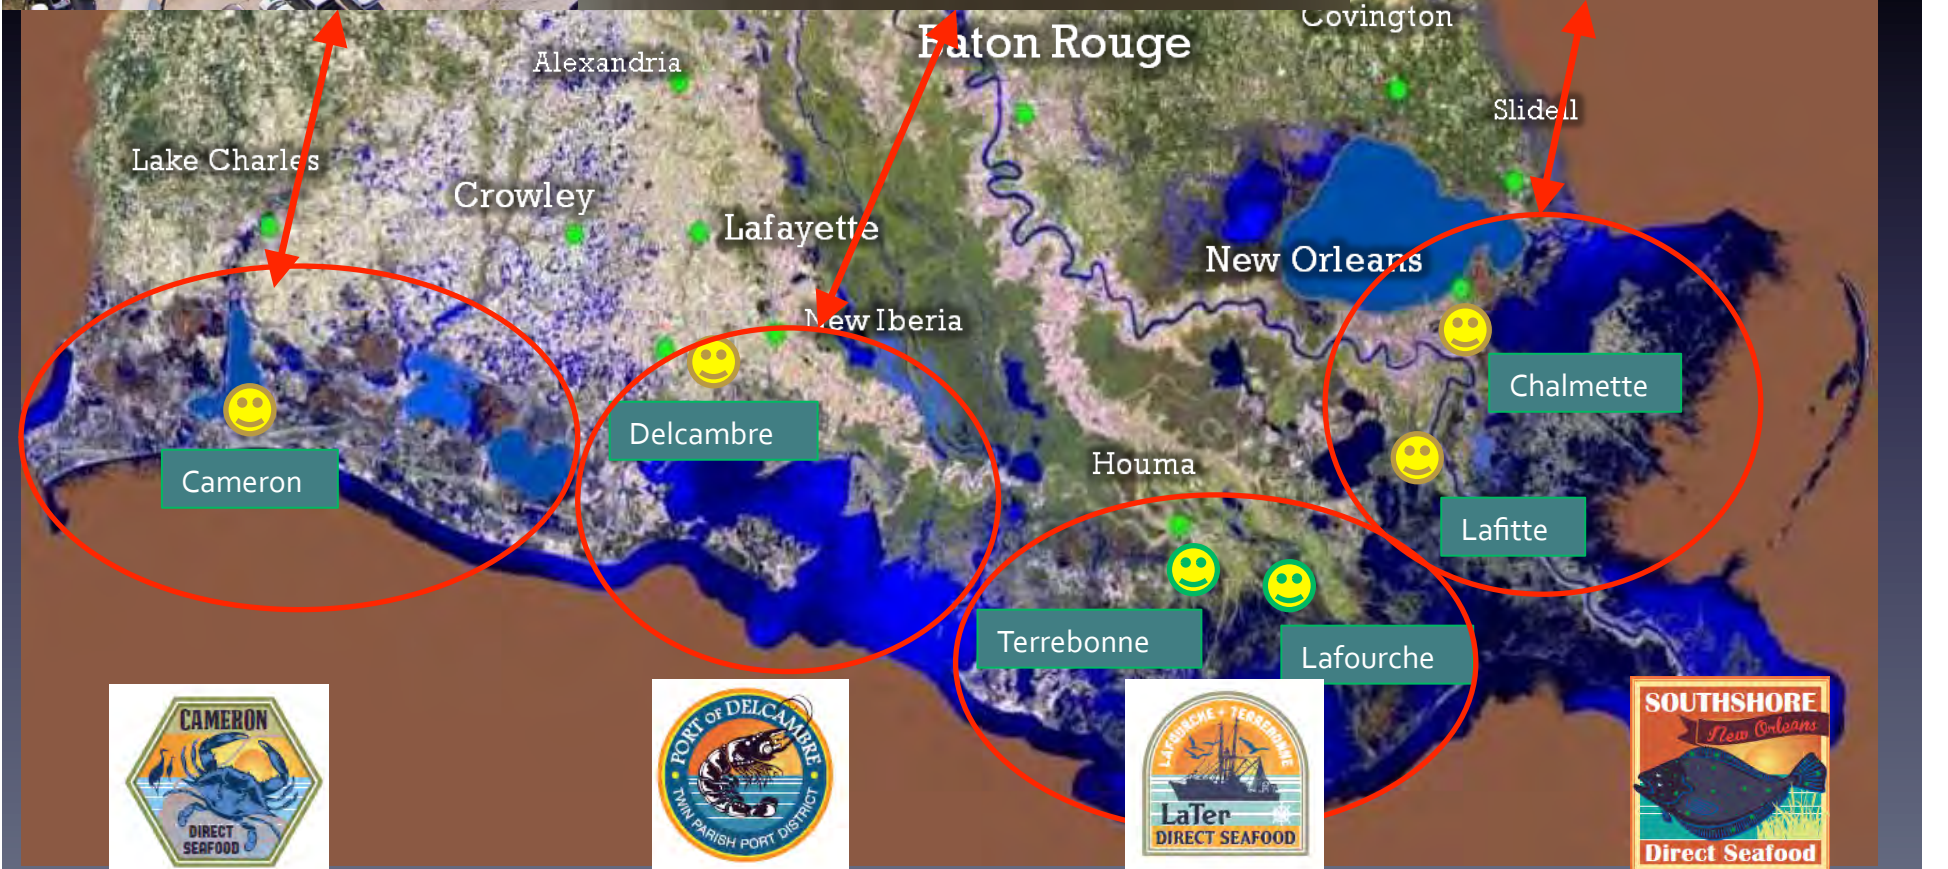 Covington
Baton Rouge
Alexandria
Slidell
Lake Charles
Crowley
Lafayette
New Orleans
New Iberia
Chalmette
Delcambre
Houma
Cameron
Lafitte
Terrebonne
Lafourche
CAMERON
DIRECT
SEAFOOD
PORT OF DELCAMBRE
TWIN PARISH PORT DISTRICT
LAFOURCHE + TERREBONNE
LaTer
DIRECT SEAFOOD
SOUTHSHORE
New Orleans
Direct Seafood